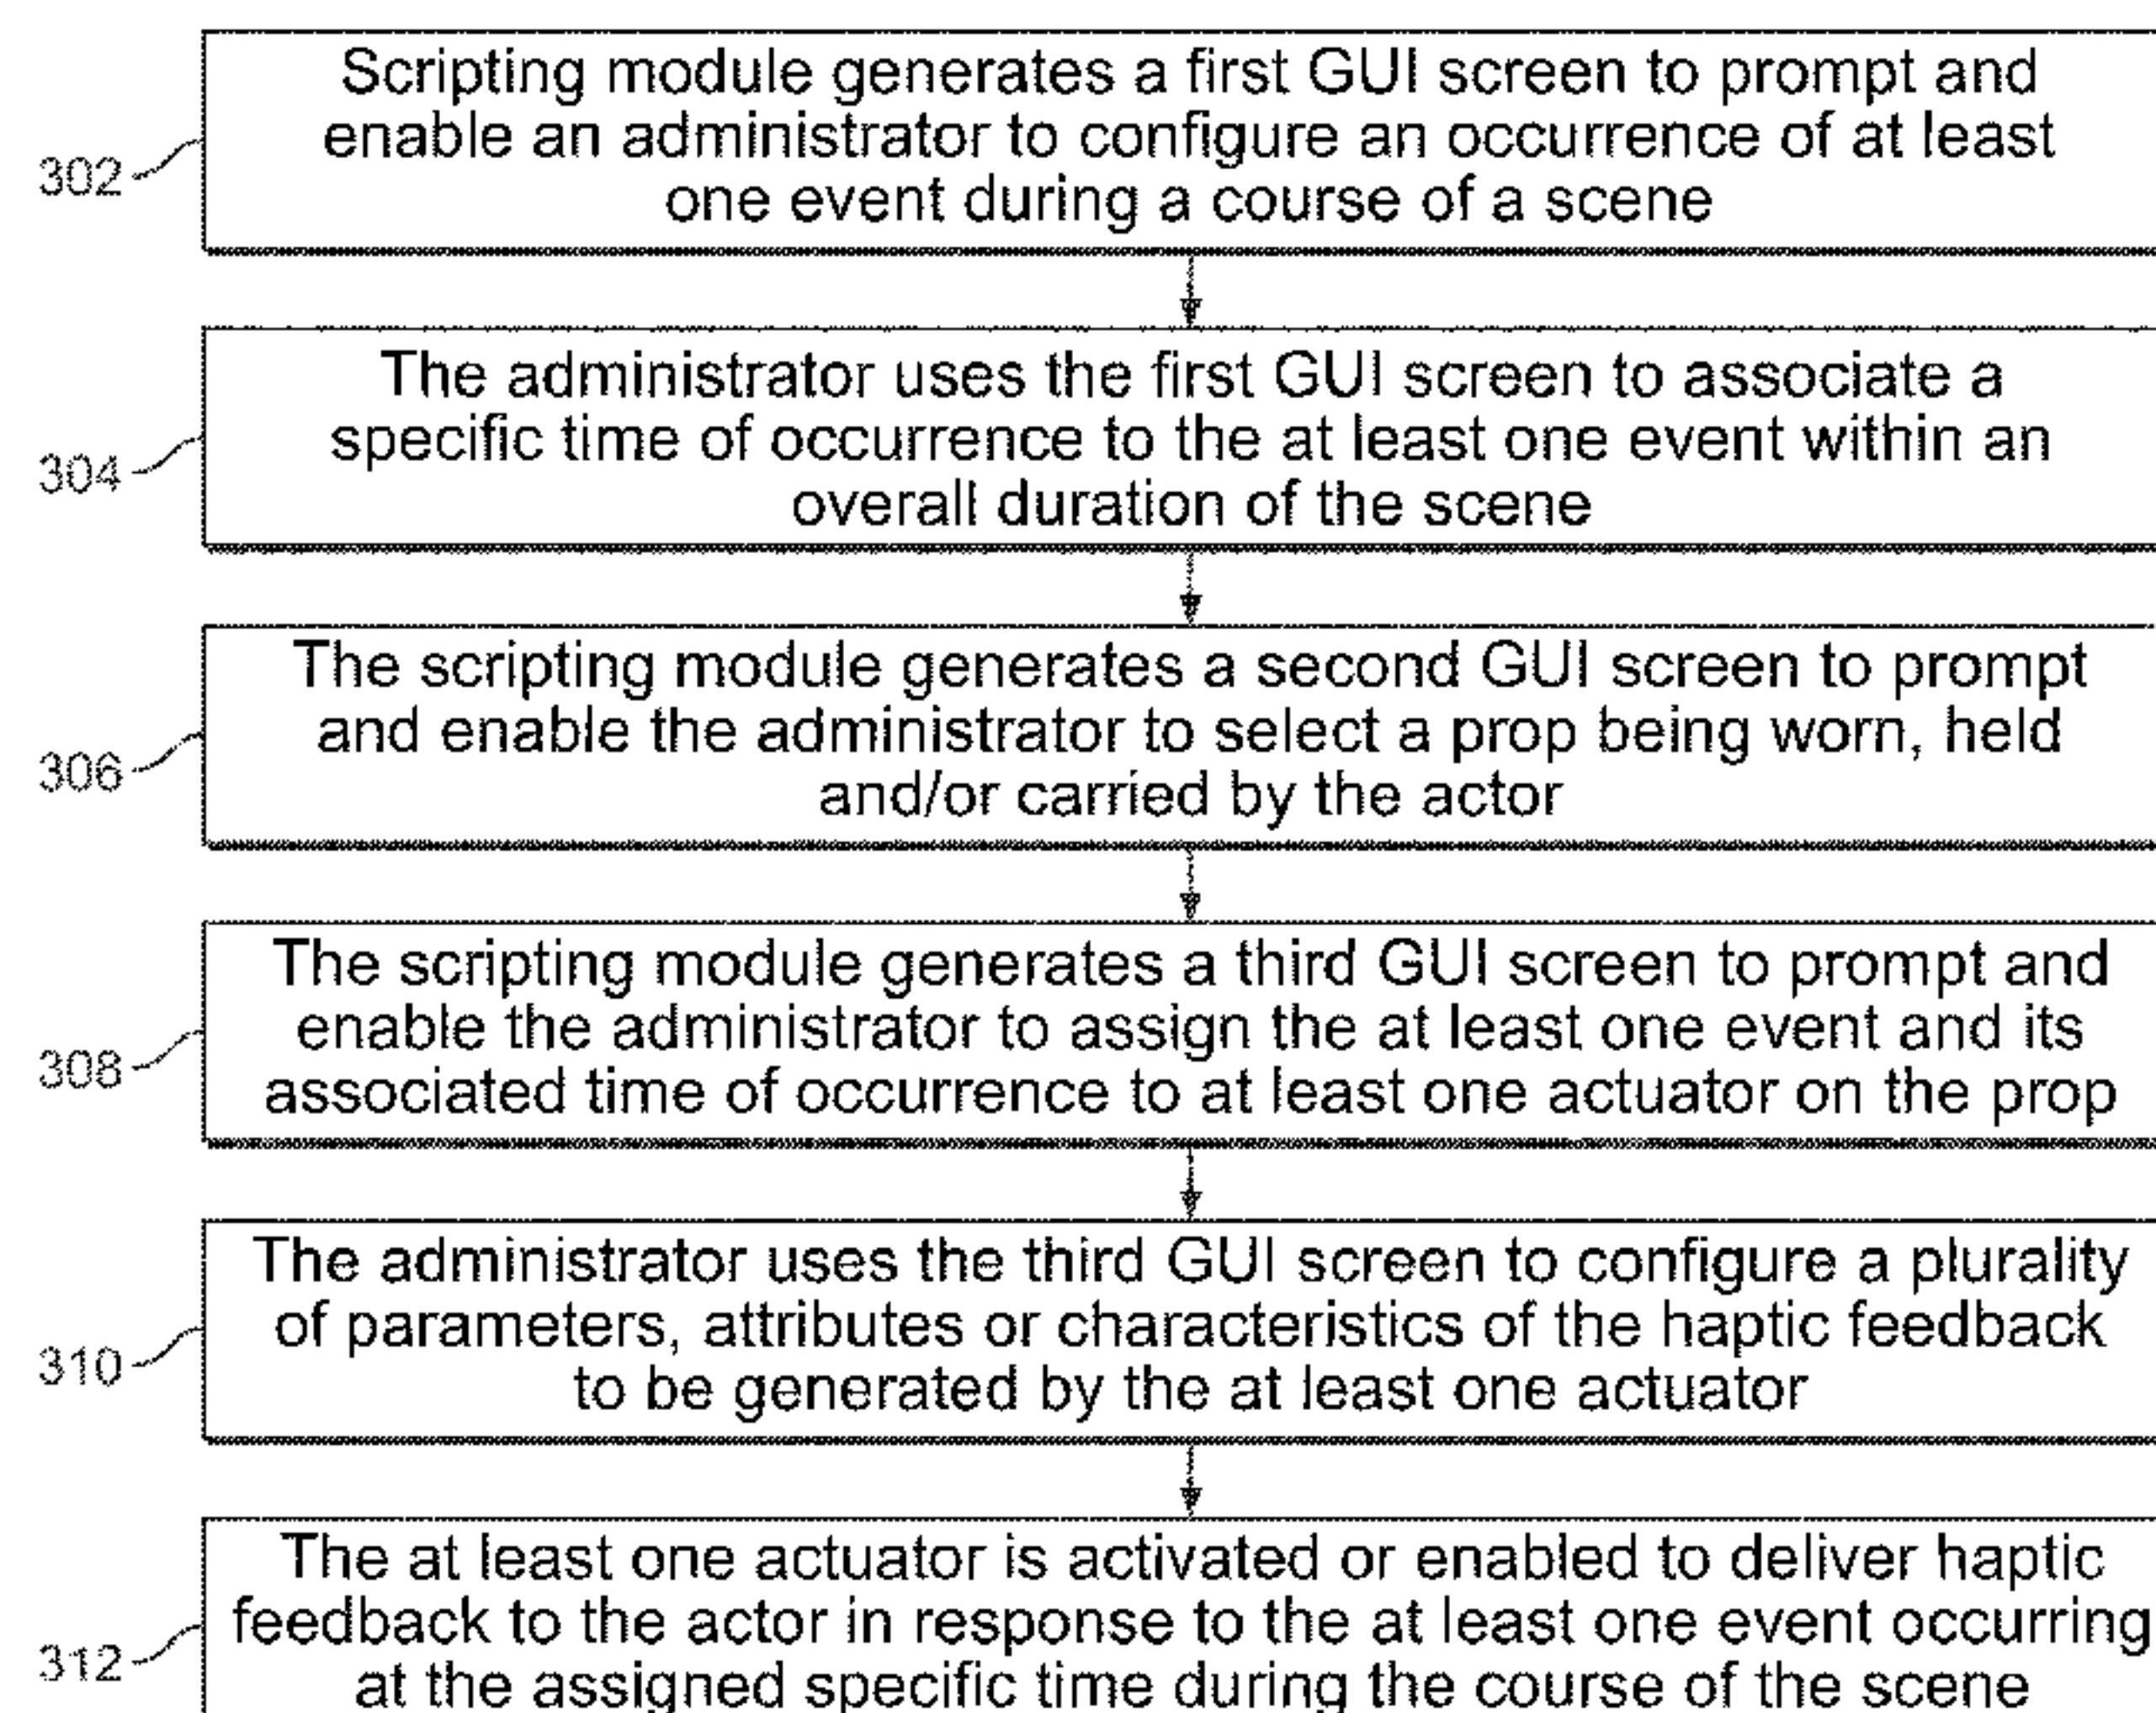 Scripting module generates a first GUI screen to prompt and
enable an administrator to configure an occurrence of at least
one event during a course of a scene
302
The administrator uses the first GUI screen to associate a
specific time of occurrence to the at least one event within an
overall duration of the scene
304
The scripting module generates a second GUI screen to prompt
and enable the administrator to select a prop being worn, held
and/or carried by the actor
306
The scripting module generates a third GUI screen to prompt and
enable the administrator to assign the at least one event and its
associated time of occurrence to at least one actuator on the prop
308
The administrator uses the third GUI screen to configure a plurality
of parameters, attributes or characteristics of the haptic feedback
to be generated by the at least one actuator
310
The at least one actuator is activated or enabled to deliver haptic
feedback to the actor in response to the at least one event occurring
at the assigned specific time during the course of the scene
312